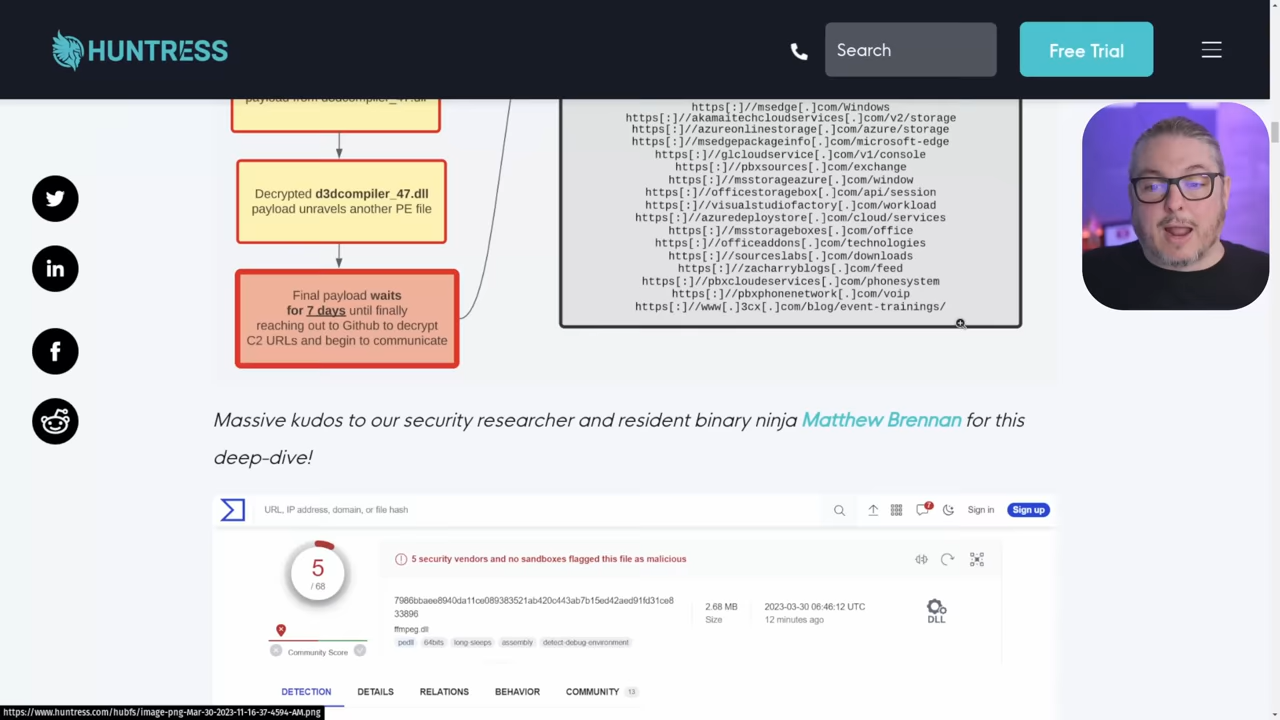 HUNTRESS
Search
Free Trial
payload from d3dcompiler_47.dll
Decrypted d3dcompiler_47.dll
payload unravels another PE file
Final payload waits
for 7 days until finally
reaching out to Github to decrypt
C2 URLs and begin to communicate
https[:]//msedge[.]com/Windows
https[:]//akamaitechcloudservices[.]com/v2/storage
https[:]//azureonlinestorage[.]com/azure/storage
https[:]//msedgepackageinfo[.]com/microsoft-edge
https[:]//glcloudservice[.]com/v1/console
https[:]//pbxsources[.]com/exchange
https[:]//msstorageazure[.]com/window
https[:]//officestoragebox[.]com/api/session
https[:]//visualstudiofactory[.]com/workload
https[:]//azuredeploystore[.]com/cloud/services
https[:]//msstorageboxes[.]com/office
https[:]//officeaddons[.]com/technologies
https[:]//sourceslabs[.]com/downloads
https[:]//zacharryblogs[.]com/feed
https[:]//pbxcloudeservices[.]com/phonesystem
https[:]//pbxphonenetwork[.]com/voip
https[:]//www[.]3cx[.]com/blog/event-trainings/
Massive kudos to our security researcher and resident binary ninja Matthew Brennan for this
deep-dive!
URL, IP address, domain, or file hash
7
Sign in
Sign up
5
/ 68
Community Score
5 security vendors and no sandboxes flagged this file as malicious
7986bbaee8940da11ce089383521ab420c443ab7b15ed42aed91fd31ce8
33896
ffmpeg.dll
pedll 64bits long-sleeps assembly detect-debug-environment
2.68 MB
Size
2023-03-30 06:46:12 UTC
12 minutes ago
DLL
DETECTION DETAILS RELATIONS BEHAVIOR COMMUNITY 13
https://www.huntress.com/hubfs/image-png-Mar-30-2023-11-16-37-4594-AM.png